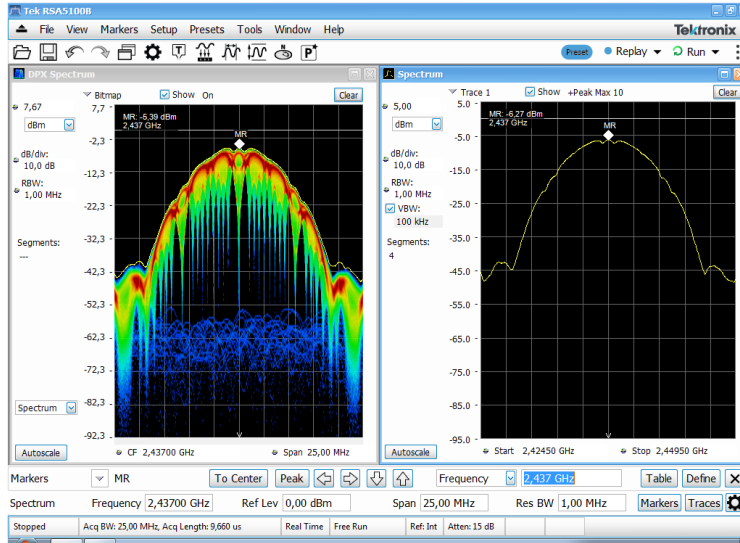 Tek RSA5100B
File View Markers Setup Presets Tools Window Help
Tektronix
Preset Replay Run
DPX Spectrum
Bitmap Show On Clear
7,67
dBm
dB/div:
10,0 dB
RBW:
1,00 MHz
Segments:
---
Spectrum
Autoscale
7,7
-2,3
-12,3
-22,3
-32,3
-42,3
-52,3
-62,3
-72,3
-82,3
-92,3
MR: -5,39 dBm
2,437 GHz
MR
CF 2,43700 GHz Span 25,00 MHz
Spectrum
Trace 1 Show +Peak Max 10 Clear
5,00
dBm
dB/div:
10,0 dB
RBW:
1,00 MHz
VBW:
100 kHz
Segments:
4
Autoscale
5.0
-5.0
-15.0
-25.0
-35.0
-45.0
-55.0
-65.0
-75.0
-85.0
-95.0
MR: -6,27 dBm
2,437 GHz
MR
Start 2,42450 GHz Stop 2,44950 GHz
Markers MR To Center Peak Frequency 2,437 GHz Table Define
Spectrum Frequency 2,43700 GHz Ref Lev 0,00 dBm Span 25,00 MHz Res BW 1,00 MHz Markers Traces
Stopped Acq BW: 25,00 MHz, Acq Length: 9,660 us Real Time Free Run Ref: Int Atten: 15 dB